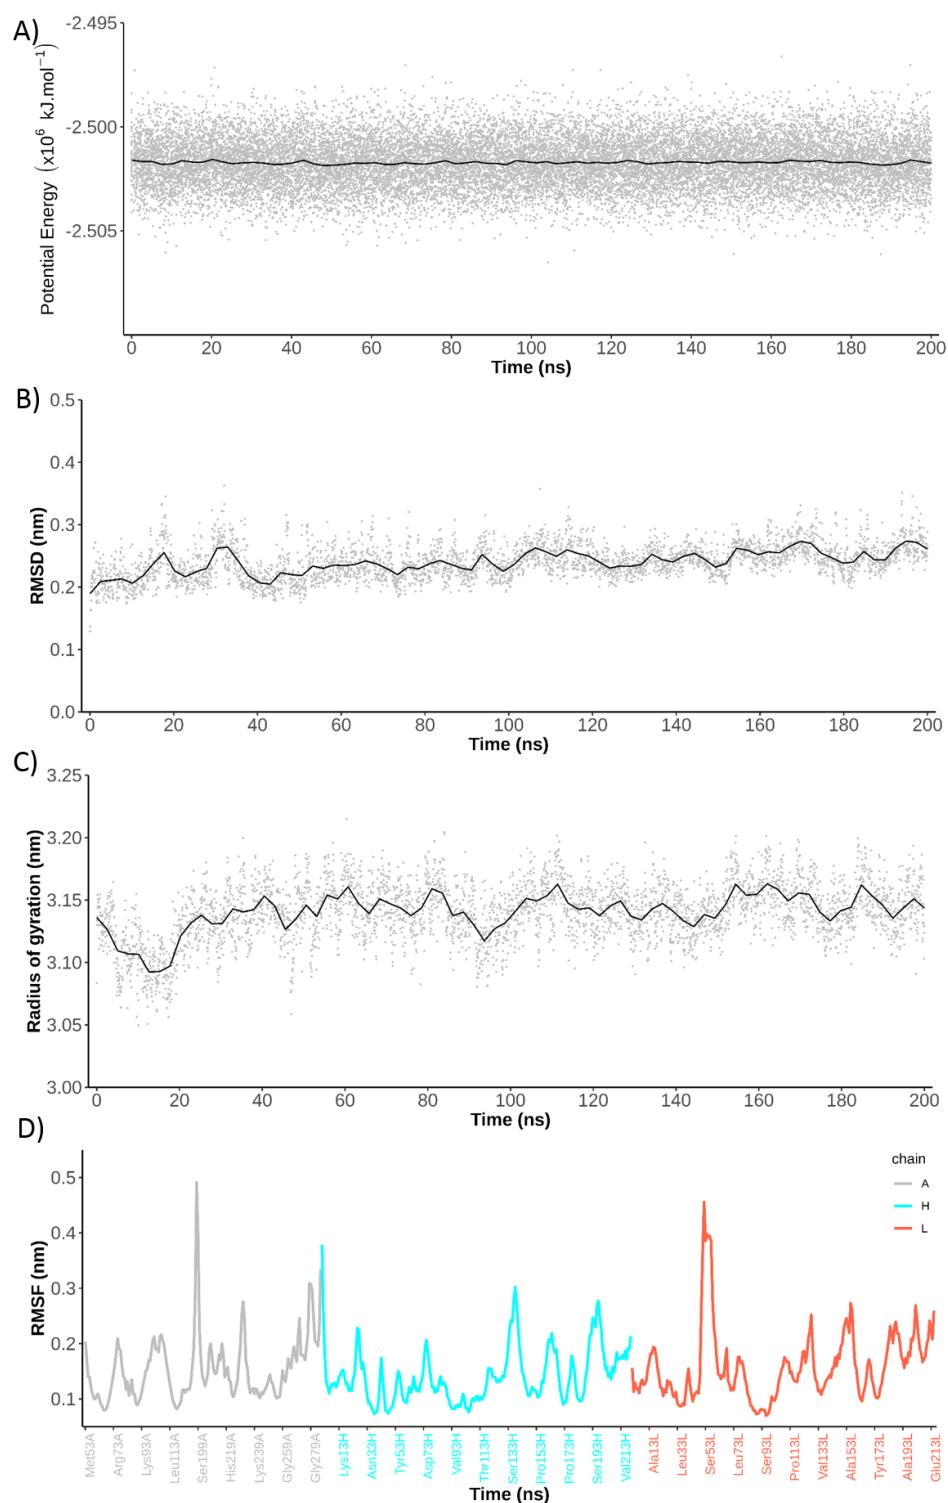 A)
Potential Energy (x10⁶ kJ.mol⁻¹)
-2.495
-2.500
-2.505
0 20 40 60 80 100 120 140 160 180 200
Time (ns)
B)
RMSD (nm)
0.5
0.4
0.3
0.2
0.1
0.0
0 20 40 60 80 100 120 140 160 180 200
Time (ns)
C)
Radius of gyration (nm)
3.25
3.20
3.15
3.10
3.05
3.00
0 20 40 60 80 100 120 140 160 180 200
Time (ns)
D)
RMSF (nm)
0.5
0.4
0.3
0.2
0.1
chain
A
H
L
Met53A Arg73A Lys93A Leu113A Ser199A His219A Lys239A Gly259A Gly279A Lys13H Asn33H Tyr53H Asp73H Val93H Thr113H Ser133H Pro153H Pro173H Ser193H Val213H Ala13L Leu33L Ser53L Leu73L Ser93L Pro113L Val133L Ala153L Tyr173L Ala193L Glu213L
Time (ns)